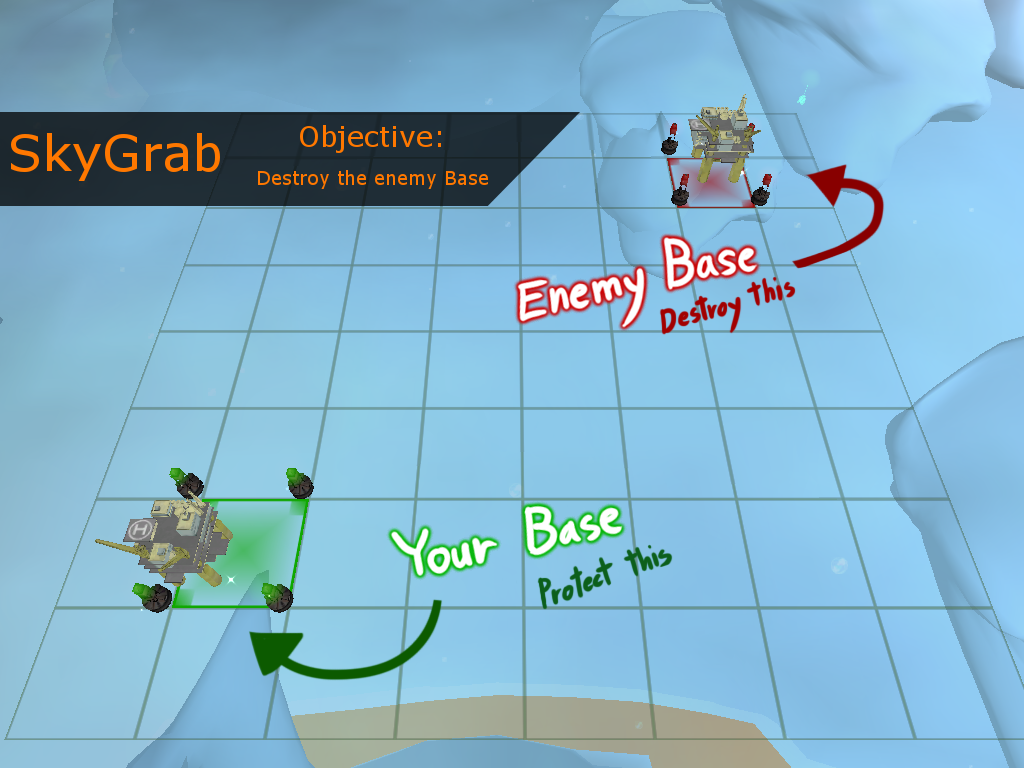 SkyGrab
Objective:
Destroy the enemy Base
Enemy Base
Destroy this
H
Your Base
Protect this